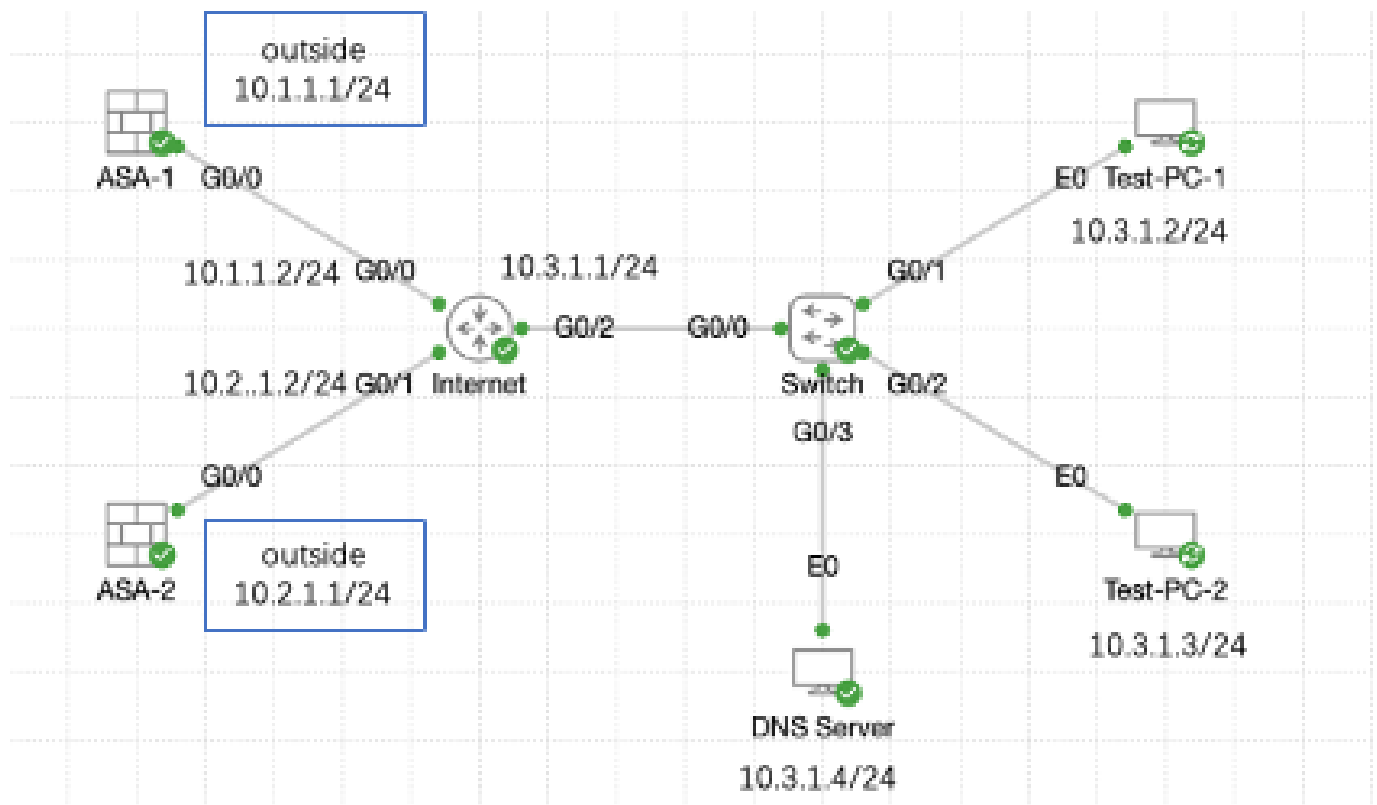 outside
10.1.1.1/24
ASA-1
G0/0
E0
Test-PC-1
10.3.1.2/24
10.1.1.2/24
G0/0
10.3.1.1/24
G0/1
G0/2
G0/0
10.2..1.2/24
G0/1
Internet
Switch
G0/2
G0/3
G0/0
E0
outside
10.2.1.1/24
ASA-2
E0
Test-PC-2
10.3.1.3/24
DNS Server
10.3.1.4/24